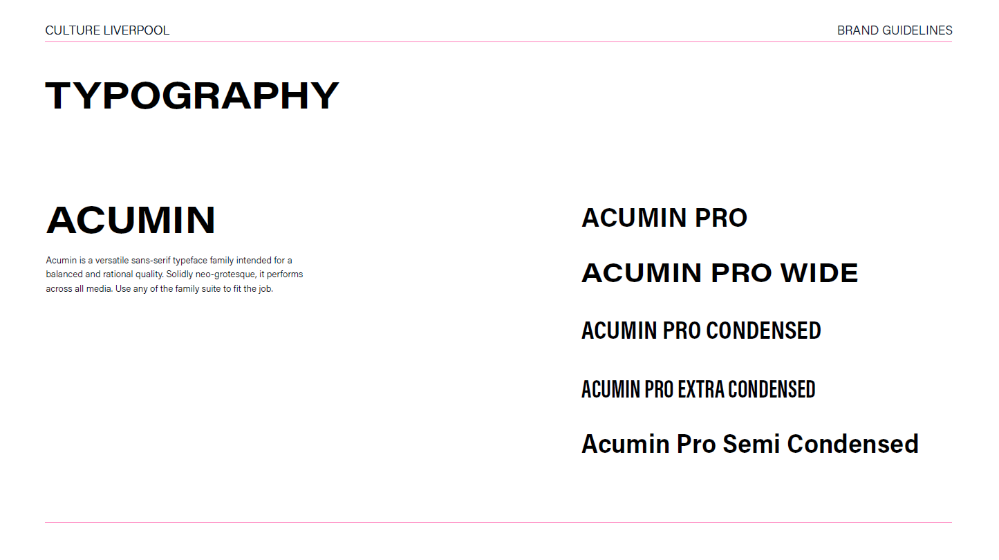 CULTURE LIVERPOOL
BRAND GUIDELINES
TYPOGRAPHY
ACUMIN
Acumin is a versatile sans-serif typeface family intended for a
balanced and rational quality. Solidly neo-grotesque, it performs
across all media. Use any of the family suite to fit the job.
ACUMIN PRO
ACUMIN PRO WIDE
ACUMIN PRO CONDENSED
ACUMIN PRO EXTRA CONDENSED
Acumin Pro Semi Condensed